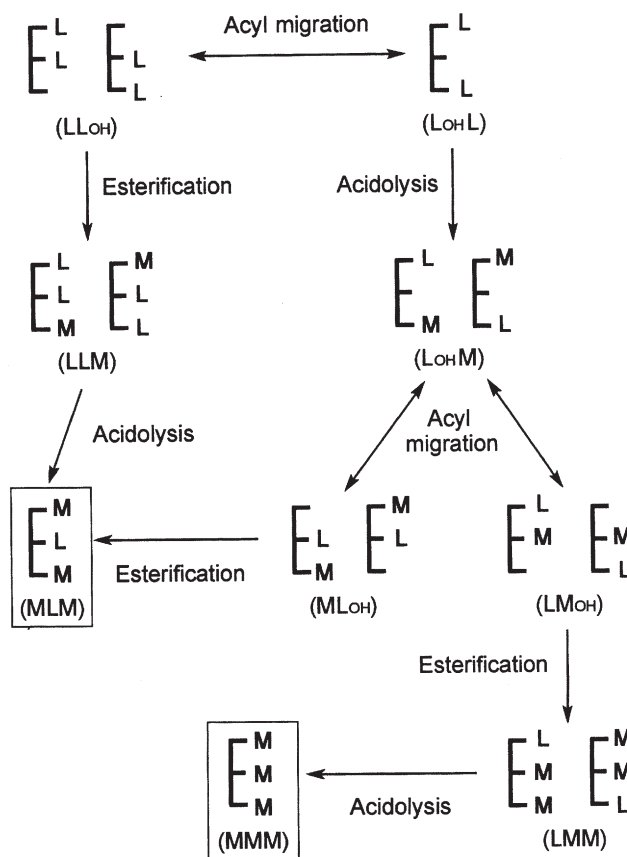 Acyl migration
L
L
L
L
L
L
(LLOH)
(LOHL)
Esterification
Acidolysis
L
L
M
M
L
L
L
M
M
L
(LLM)
(LOHM)
Acidolysis
Acyl
migration
M
L
M
(MLM)
Esterification
L
M
M
L
(MLOH)
L
M
M
L
(LMOH)
Esterification
M
M
M
(MMM)
Acidolysis
L
M
M
M
M
L
(LMM)